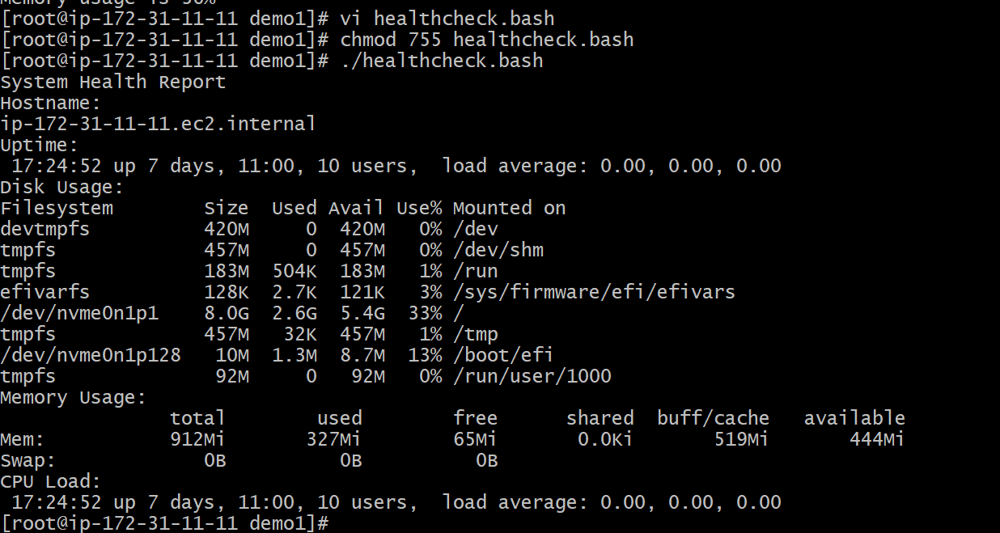 Memory usage is 36%
[root@ip-172-31-11-11 demo1]# vi healthcheck.bash
[root@ip-172-31-11-11 demo1]# chmod 755 healthcheck.bash
[root@ip-172-31-11-11 demo1]# ./healthcheck.bash
System Health Report
Hostname:
ip-172-31-11-11.ec2.internal
Uptime:
 17:24:52 up 7 days, 11:00, 10 users,  load average: 0.00, 0.00, 0.00
Disk Usage:
Filesystem        Size  Used Avail Use% Mounted on
devtmpfs          420M     0  420M   0% /dev
tmpfs             457M     0  457M   0% /dev/shm
tmpfs             183M  504K  183M   1% /run
efivarfs          128K  2.7K  121K   3% /sys/firmware/efi/efivars
/dev/nvme0n1p1    8.0G  2.6G  5.4G  33% /
tmpfs             457M   32K  457M   1% /tmp
/dev/nvme0n1p128   10M  1.3M  8.7M  13% /boot/efi
tmpfs              92M     0   92M   0% /run/user/1000
Memory Usage:
               total        used        free      shared  buff/cache   available
Mem:           912Mi       327Mi        65Mi       0.0Ki       519Mi       444Mi
Swap:             0B          0B          0B
CPU Load:
 17:24:52 up 7 days, 11:00, 10 users,  load average: 0.00, 0.00, 0.00
[root@ip-172-31-11-11 demo1]#